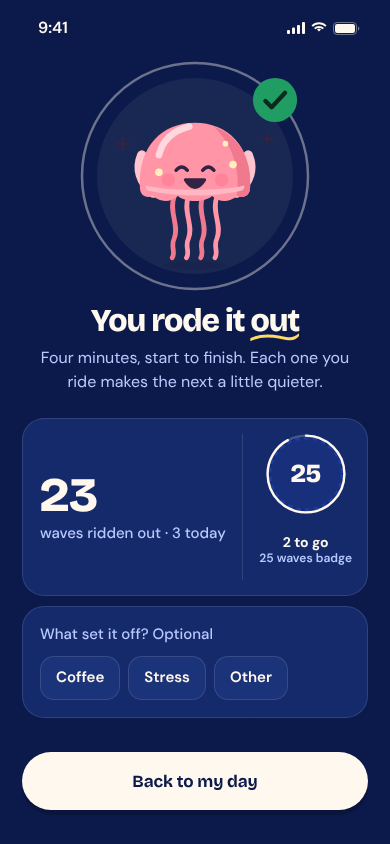 9:41
You rode it out
Four minutes, start to finish. Each one you
ride makes the next a little quieter.
23
waves ridden out · 3 today
25
2 to go
25 waves badge
What set it off? Optional
Coffee
Stress
Other
Back to my day